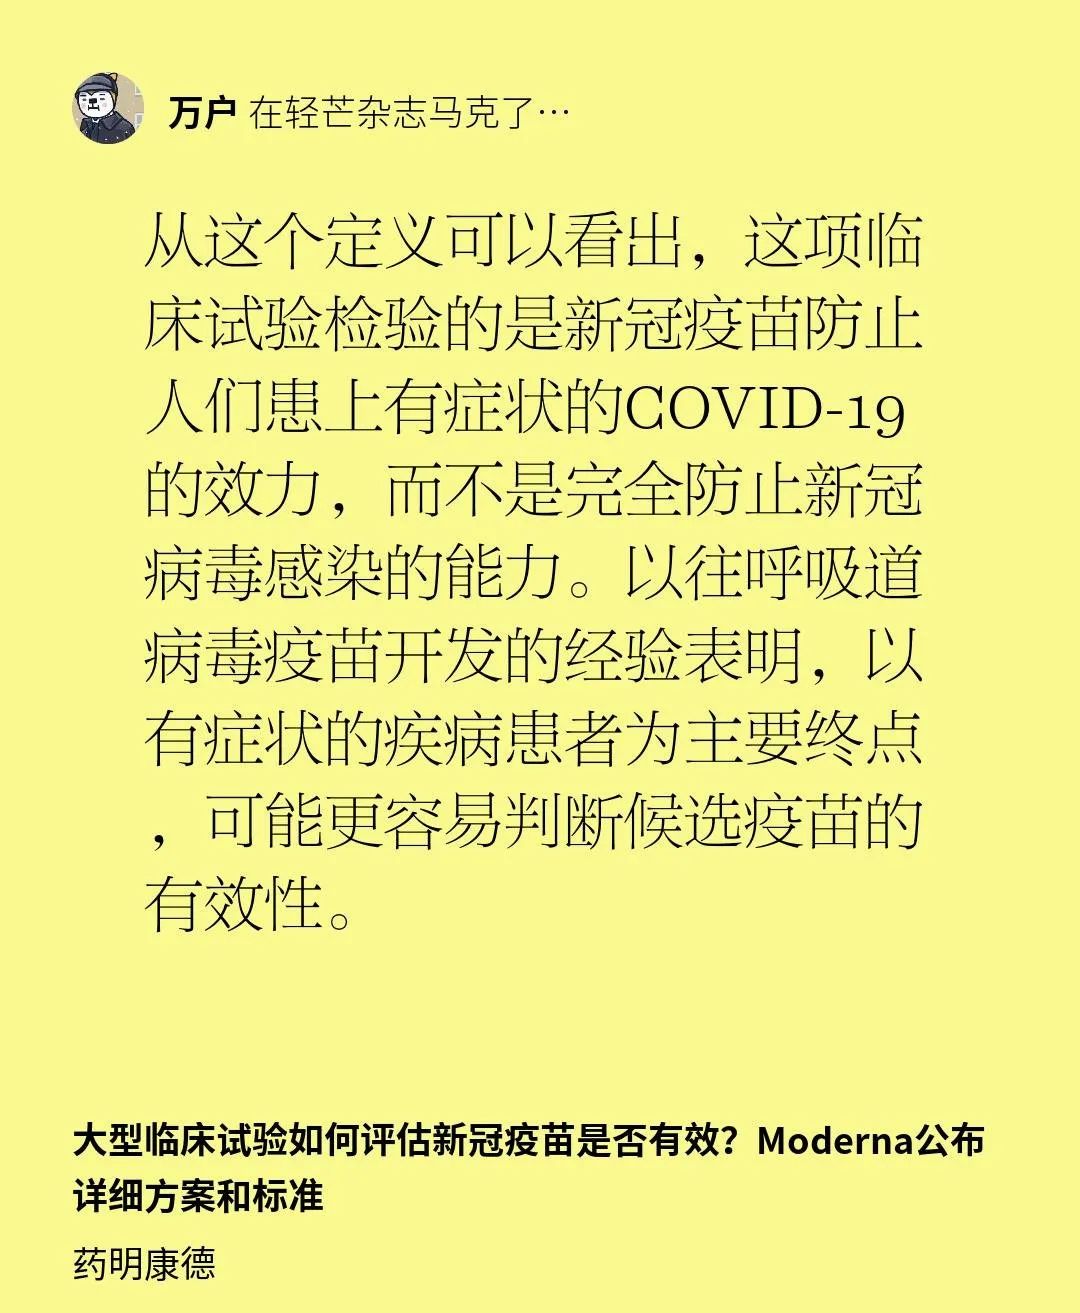 万户 在轻芒杂志马克了…
从这个定义可以看出，这项临
床试验检验的是新冠疫苗防止
人们患上有症状的COVID-19
的效力，而不是完全防止新冠
病毒感染的能力。以往呼吸道
病毒疫苗开发的经验表明，以
有症状的疾病患者为主要终点
，可能更容易判断候选疫苗的
有效性。
大型临床试验如何评估新冠疫苗是否有效？Moderna公布
详细方案和标准
药明康德